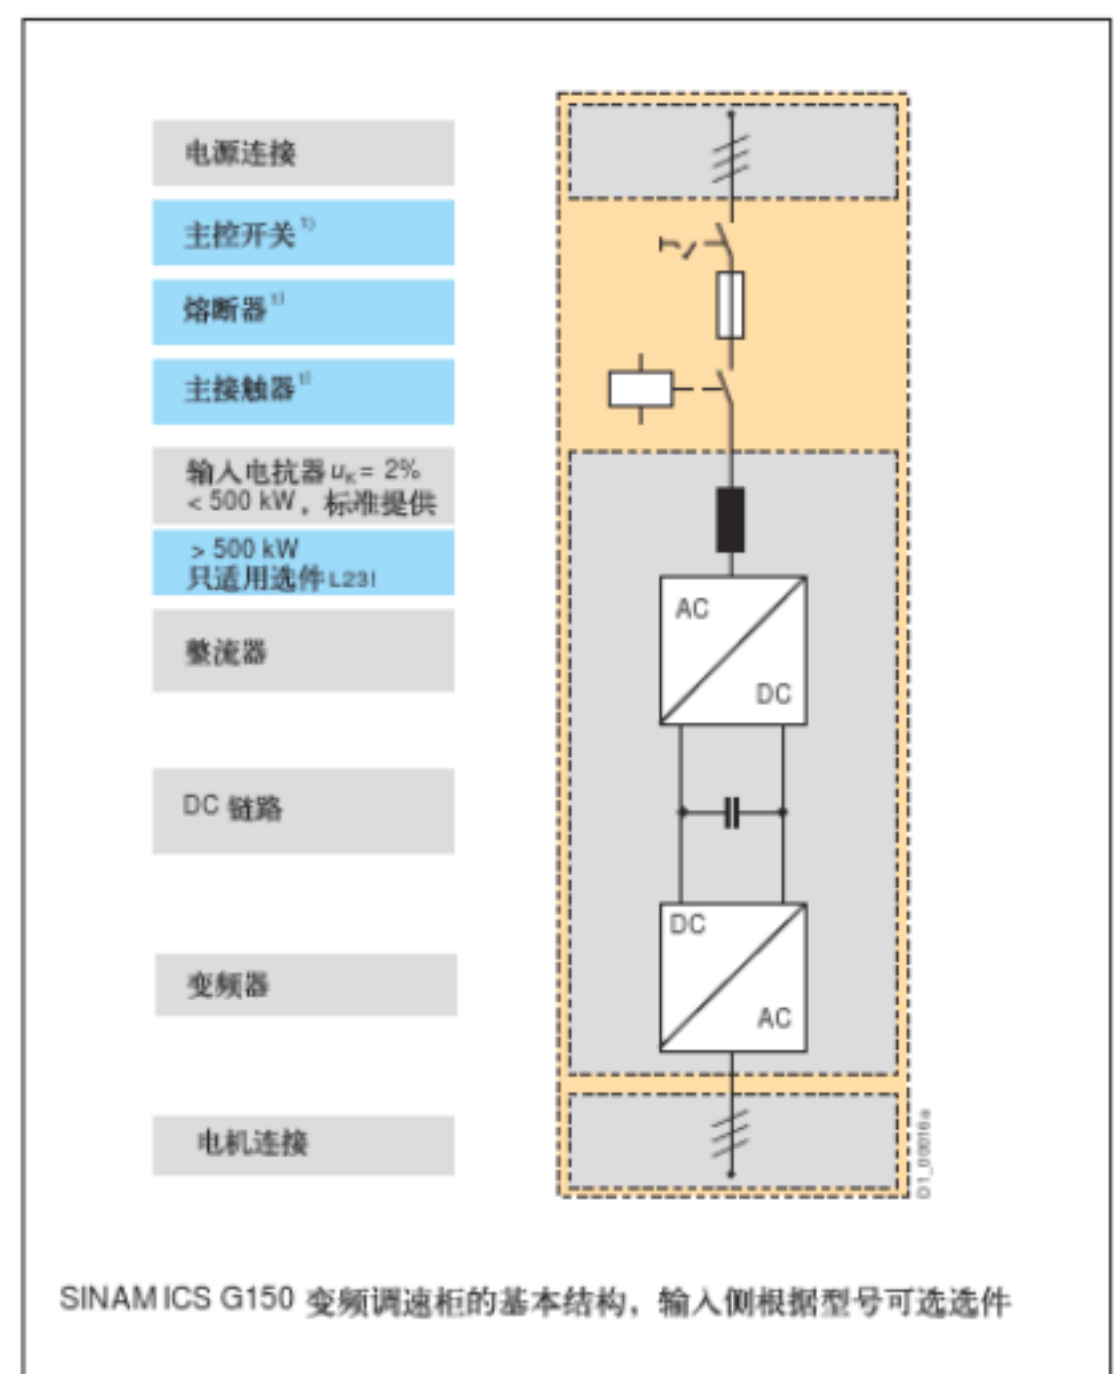 电源连接
主控开关 1)
熔断器 1)
主接触器 1)
输入电抗器 uK = 2%
< 500 kW，标准提供
> 500 kW
只适用选件 L23!
整流器
DC 链路
变频器
电机连接
AC
DC
DC
AC
D1_00016a
SINAMICS G150 变频调速柜的基本结构，输入侧根据型号可选选件